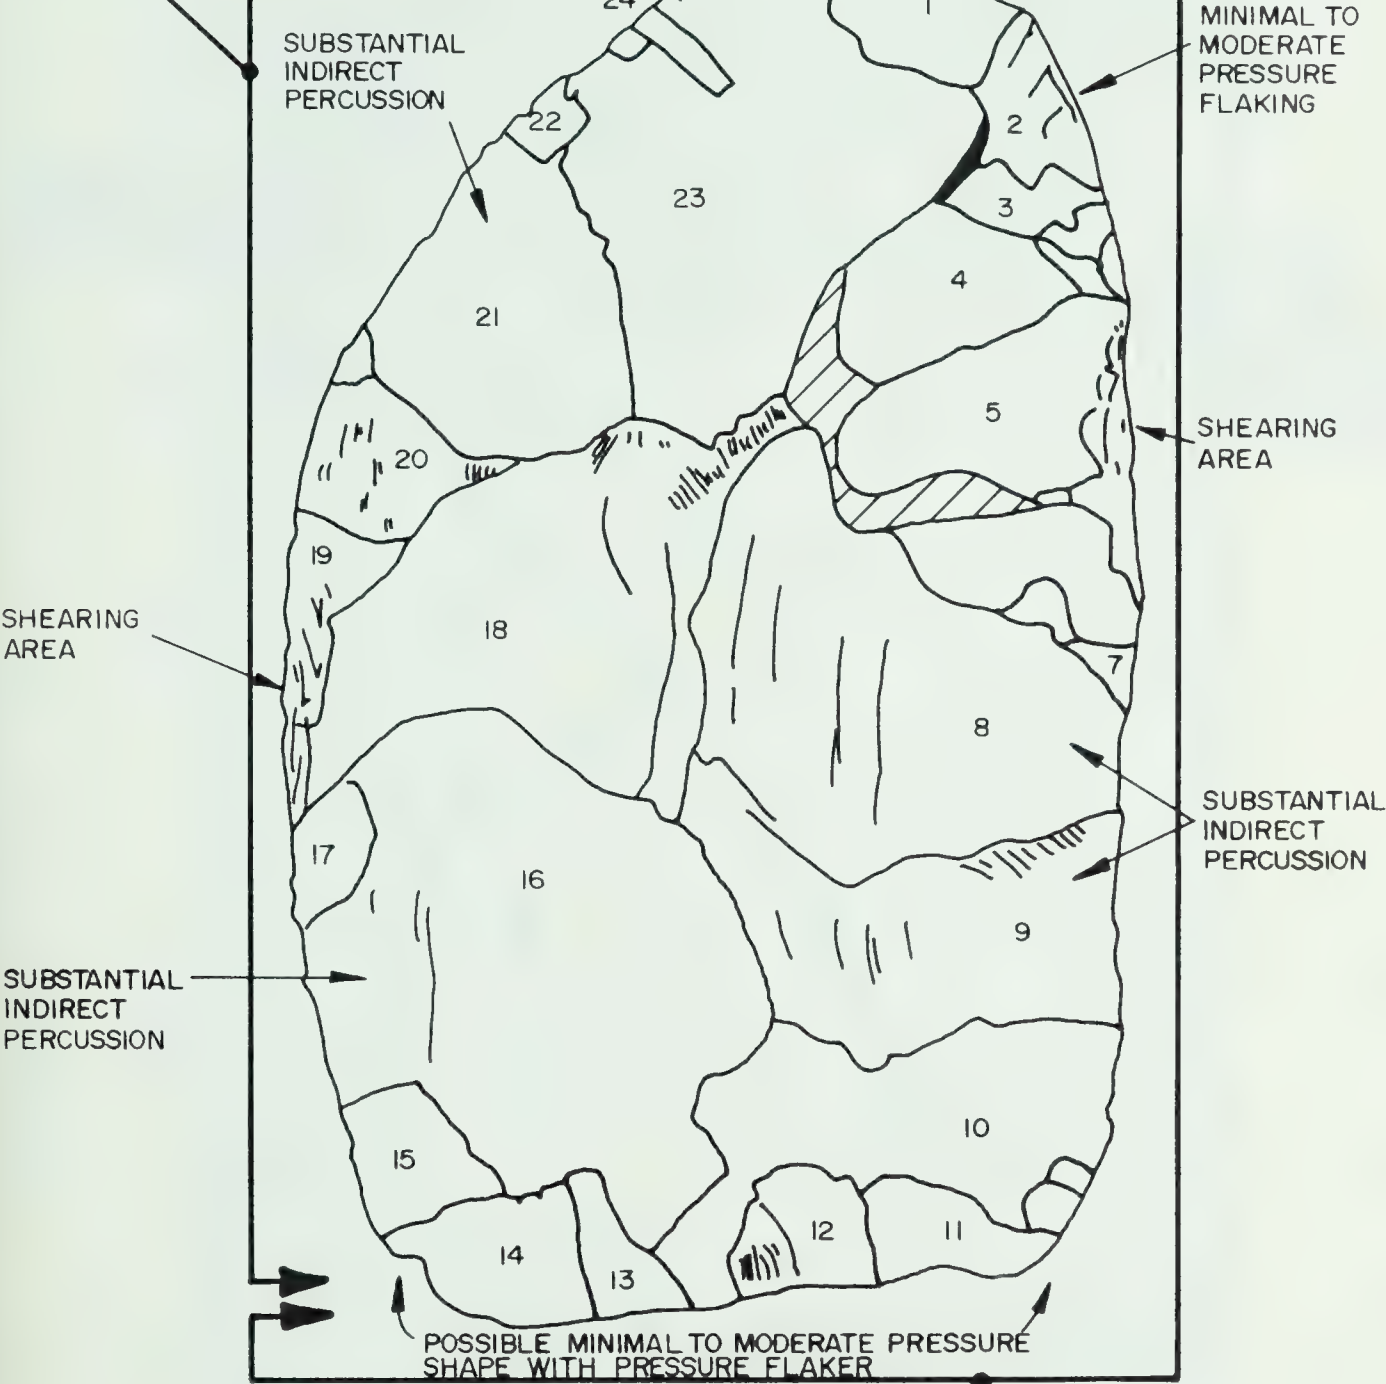 24
1
SUBSTANTIAL
INDIRECT
PERCUSSION
MINIMAL TO
MODERATE
PRESSURE
FLAKING
22
2
23
3
4
21
5
SHEARING
AREA
20
19
SHEARING
AREA
18
7
8
SUBSTANTIAL
INDIRECT
PERCUSSION
17
16
9
SUBSTANTIAL
INDIRECT
PERCUSSION
10
15
12
11
14
13
POSSIBLE MINIMAL TO MODERATE PRESSURE
SHAPE WITH PRESSURE FLAKER